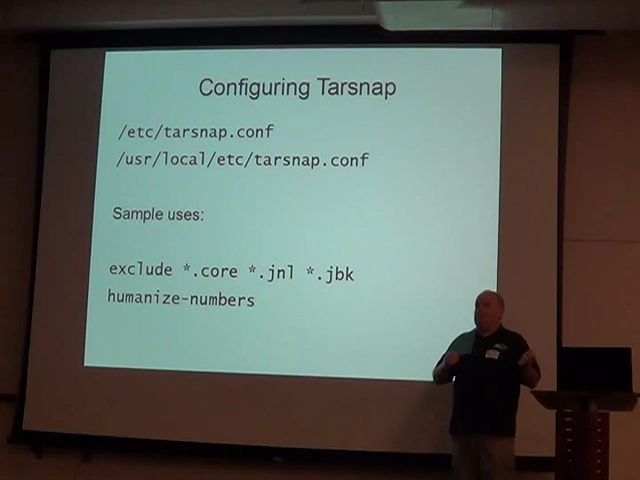 Configuring Tarsnap
/etc/tarsnap.conf
/usr/local/etc/tarsnap.conf
Sample uses:
exclude *.core *.jnl *.jbk
humanize-numbers